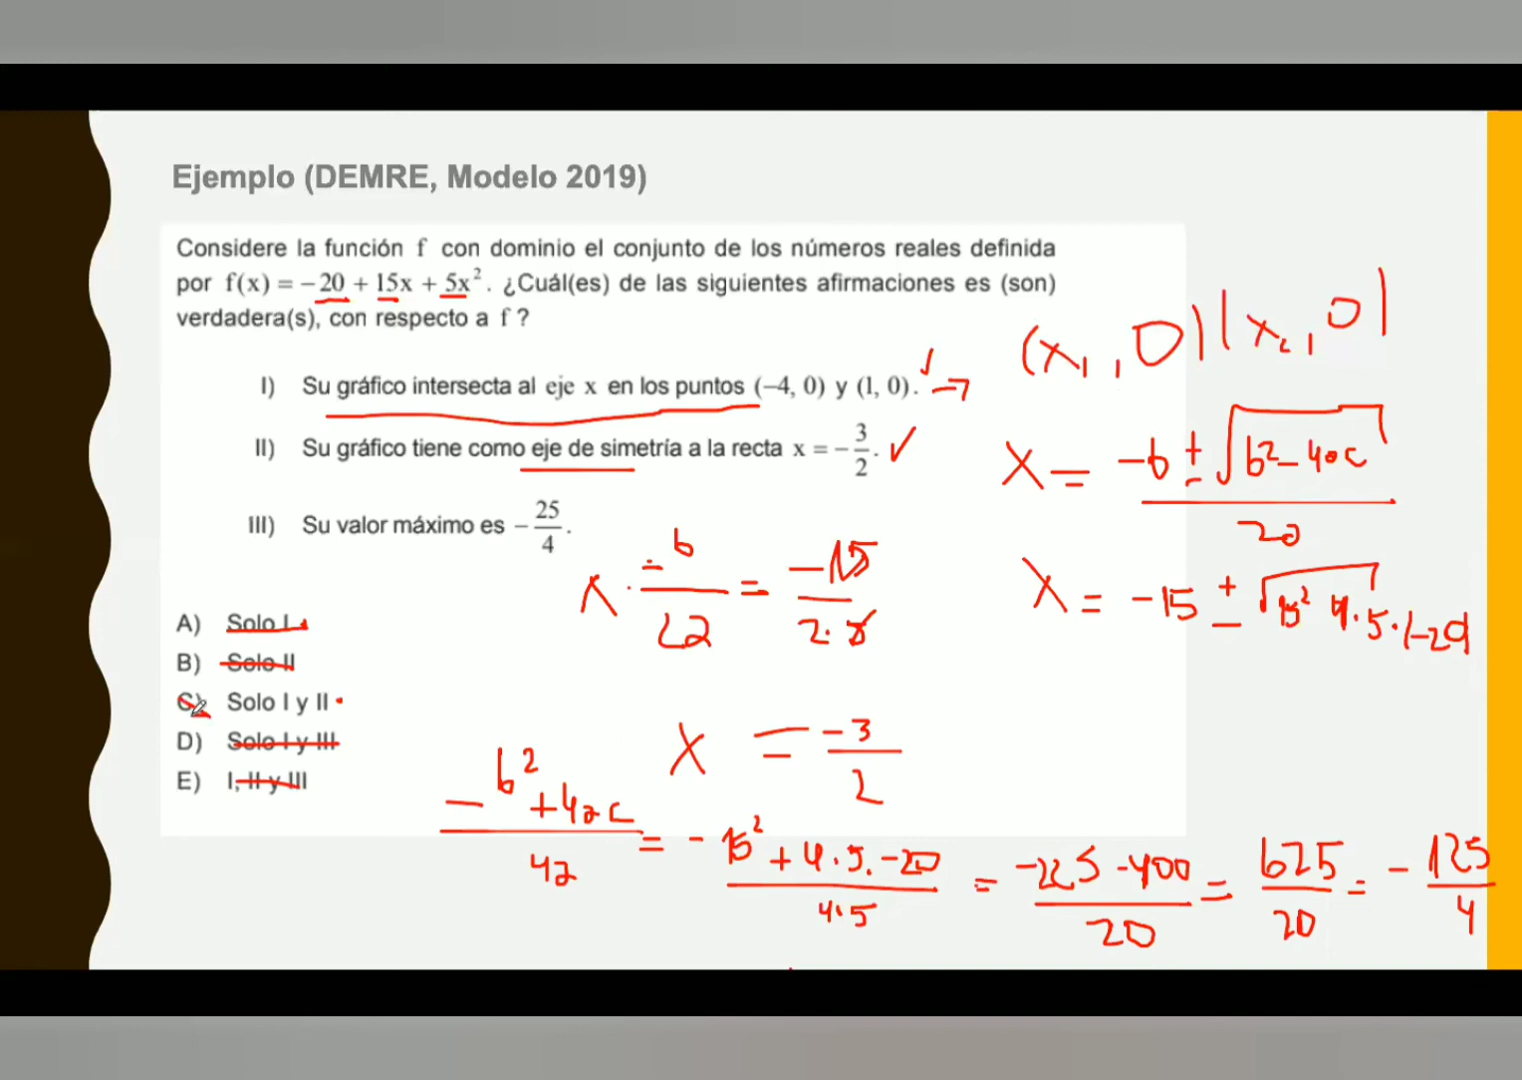 Ejemplo (DEMRE, Modelo 2019)
Considere la función f con dominio el conjunto de los números reales definida
por f(x) = −20 + 15x + 5x². ¿Cuál(es) de las siguientes afirmaciones es (son)
verdadera(s), con respecto a f ?
(x₁, 0) (x₂, 0)
I) Su gráfico intersecta al eje x en los puntos (−4, 0) y (1, 0). ✓ →
II) Su gráfico tiene como eje de simetría a la recta x = −3/2. ✓
x = (−b ± √(b² − 4ac))/2a
III) Su valor máximo es −25/4.
x = −b/2a = −15/(2·5)
x = −15 ± √(15² 4·5·(−20)
A) Solo I
B) Solo II
C) Solo I y II
D) Solo I y III
E) I, II y III
x = −3/2
(−b² + 4ac)/4a = (−15² + 4·5·−20)/(4·5) = (−225 − 400)/20 = 625/20 = −125/4